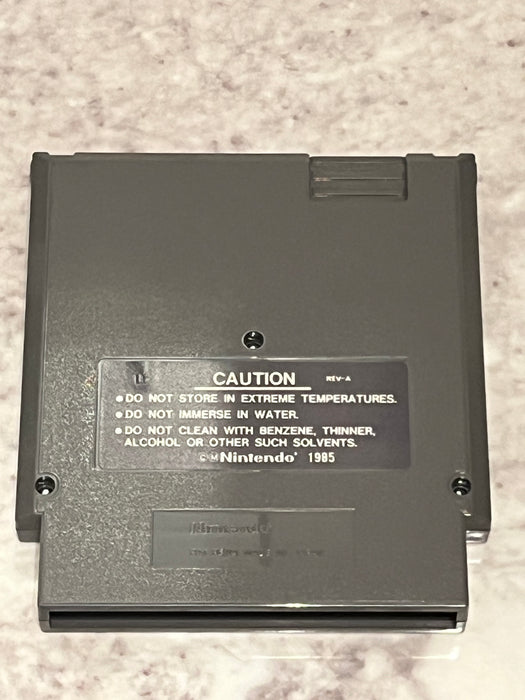 CAUTION REV-A
•DO NOT STORE IN EXTREME TEMPERATURES.
•DO NOT IMMERSE IN WATER.
•DO NOT CLEAN WITH BENZENE, THINNER,
ALCOHOL OR OTHER SUCH SOLVENTS.
Nintendo® 1985
Nintendo